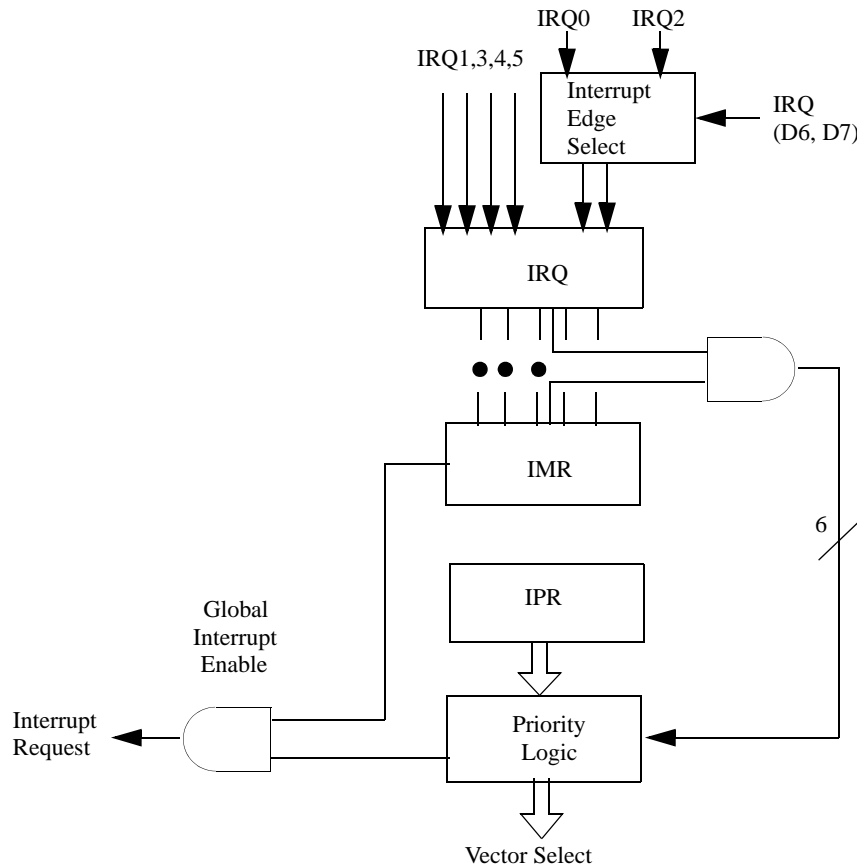 IRQ0
IRQ2
IRQ1,3,4,5
Interrupt
Edge
Select
IRQ
(D6, D7)
IRQ
IMR
6
IPR
Global
Interrupt
Enable
Interrupt
Request
Priority
Logic
Vector Select